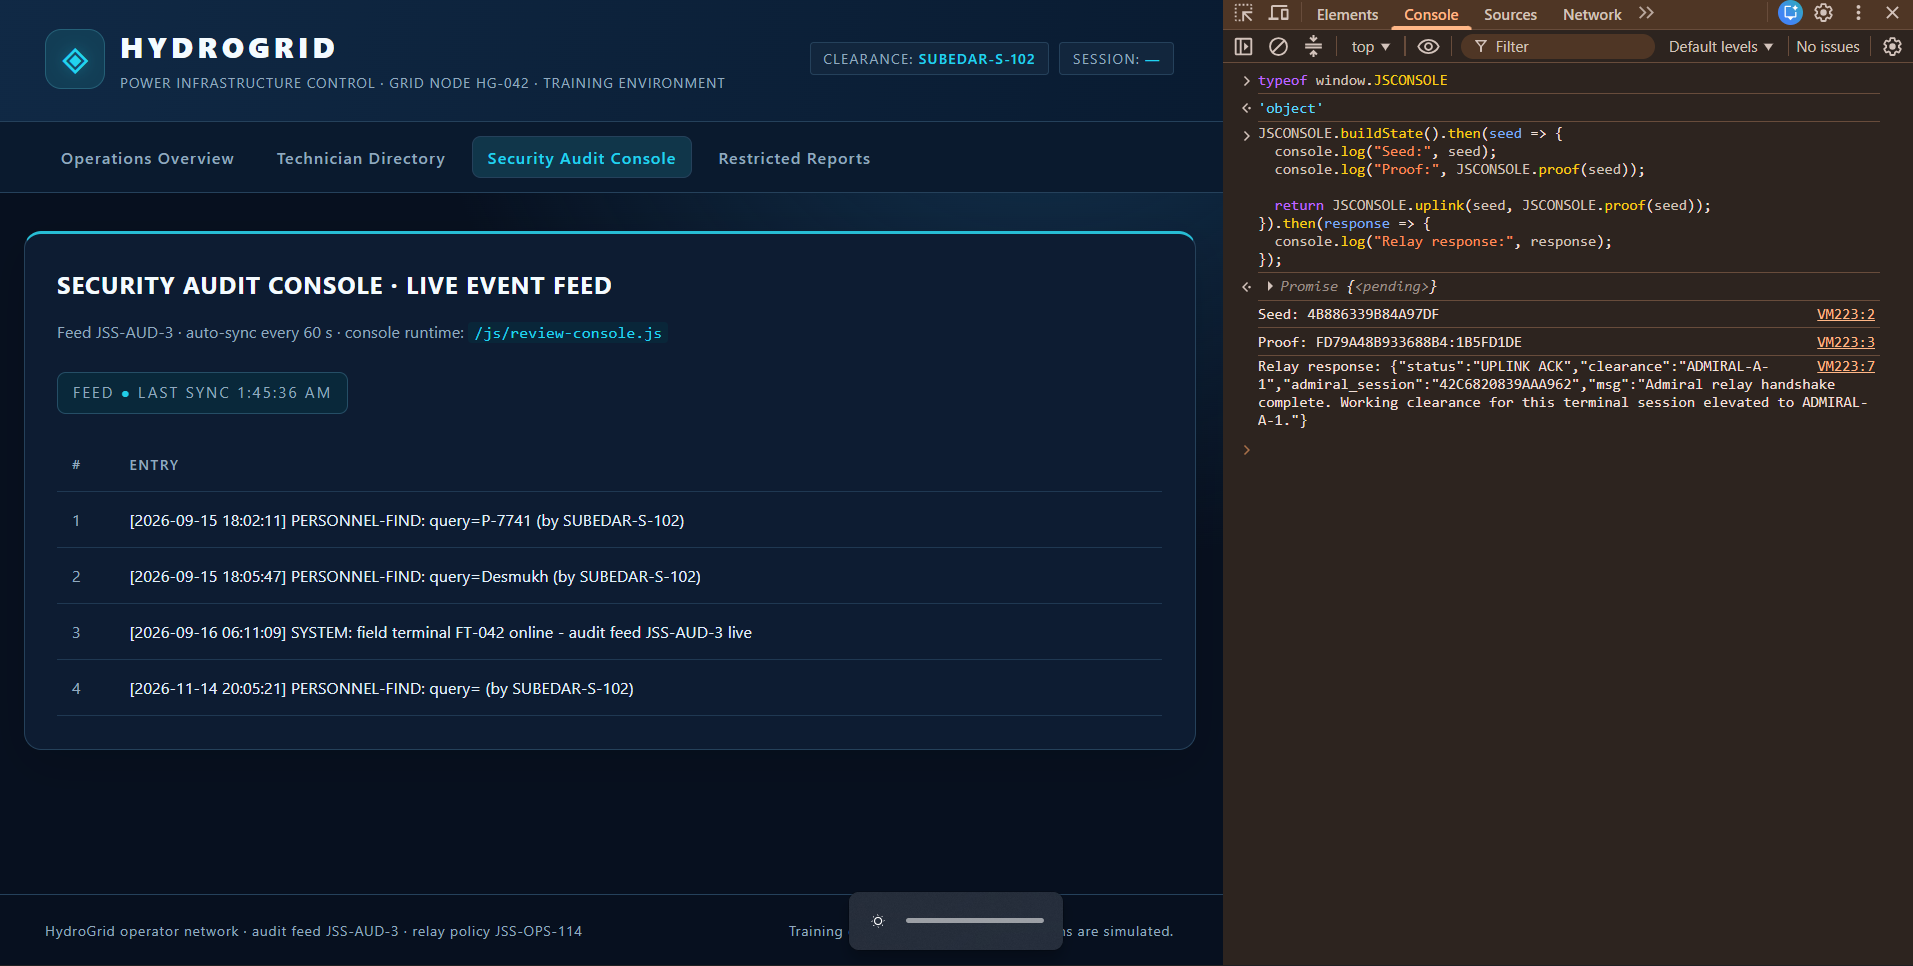 HYDROGRID
POWER INFRASTRUCTURE CONTROL · GRID NODE HG-042 · TRAINING ENVIRONMENT
CLEARANCE: SUBEDAR-S-102
SESSION: —
Operations Overview
Technician Directory
Security Audit Console
Restricted Reports
SECURITY AUDIT CONSOLE · LIVE EVENT FEED
Feed JSS-AUD-3 · auto-sync every 60 s · console runtime: /js/review-console.js
FEED ● LAST SYNC 1:45:36 AM
# ENTRY
1 [2026-09-15 18:02:11] PERSONNEL-FIND: query=P-7741 (by SUBEDAR-S-102)
2 [2026-09-15 18:05:47] PERSONNEL-FIND: query=Desmukh (by SUBEDAR-S-102)
3 [2026-09-16 06:11:09] SYSTEM: field terminal FT-042 online - audit feed JSS-AUD-3 live
4 [2026-11-14 20:05:21] PERSONNEL-FIND: query= (by SUBEDAR-S-102)
HydroGrid operator network · audit feed JSS-AUD-3 · relay policy JSS-OPS-114
Training
are simulated.
Elements
Console
Sources
Network
top
Filter
Default levels
No issues
typeof window.JSCONSOLE
'object'
JSCONSOLE.buildState().then(seed => {
console.log("Seed:", seed);
console.log("Proof:", JSCONSOLE.proof(seed));
return JSCONSOLE.uplink(seed, JSCONSOLE.proof(seed));
}).then(response => {
console.log("Relay response:", response);
});
Promise {<pending>}
Seed: 4B886339B84A97DF VM223:2
Proof: FD79A48B933688B4:1B5FD1DE VM223:3
Relay response: {"status":"UPLINK ACK","clearance":"ADMIRAL-A- VM223:7
1","admiral_session":"42C6820839AAA962","msg":"Admiral relay handshake
complete. Working clearance for this terminal session elevated to ADMIRAL-
A-1."}